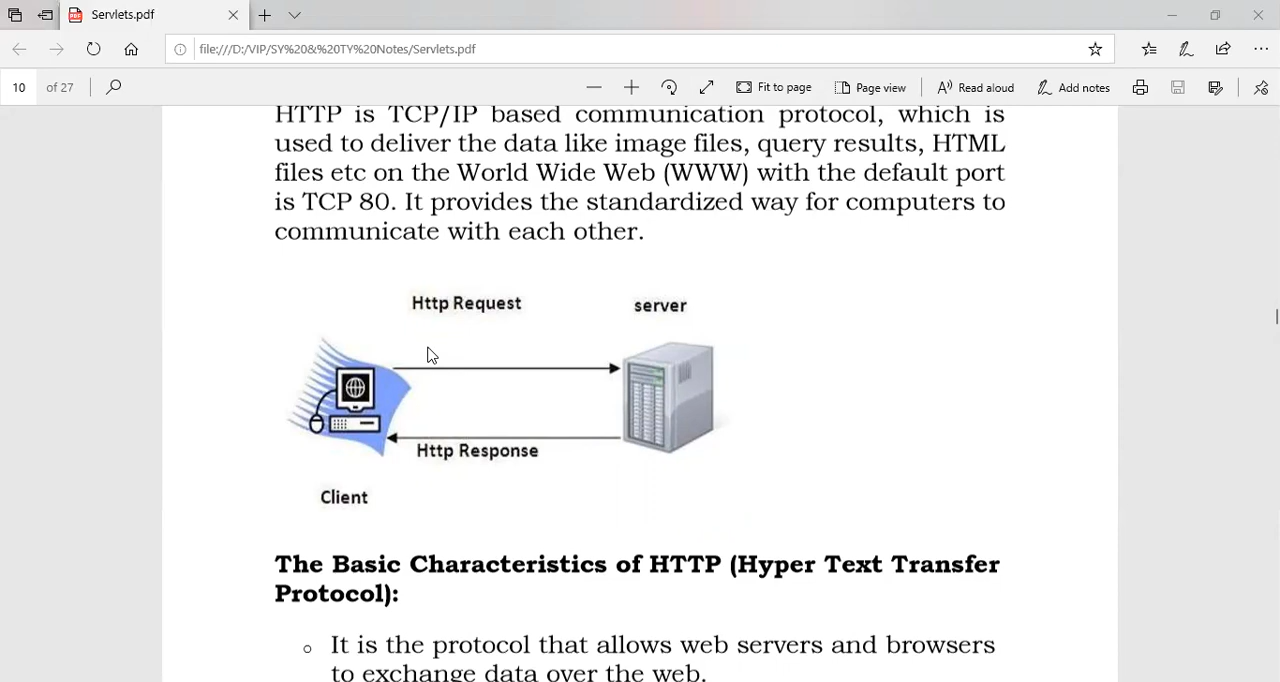 Servlets.pdf
file:///D:/VIP/SY%20&%20TY%20Notes/Servlets.pdf
10 of 27 Fit to page Page view Read aloud Add notes
HTTP is TCP/IP based communication protocol, which is
used to deliver the data like image files, query results, HTML
files etc on the World Wide Web (WWW) with the default port
is TCP 80. It provides the standardized way for computers to
communicate with each other.
Http Request server
Http Response
Client
The Basic Characteristics of HTTP (Hyper Text Transfer
Protocol):
o It is the protocol that allows web servers and browsers
to exchange data over the web.